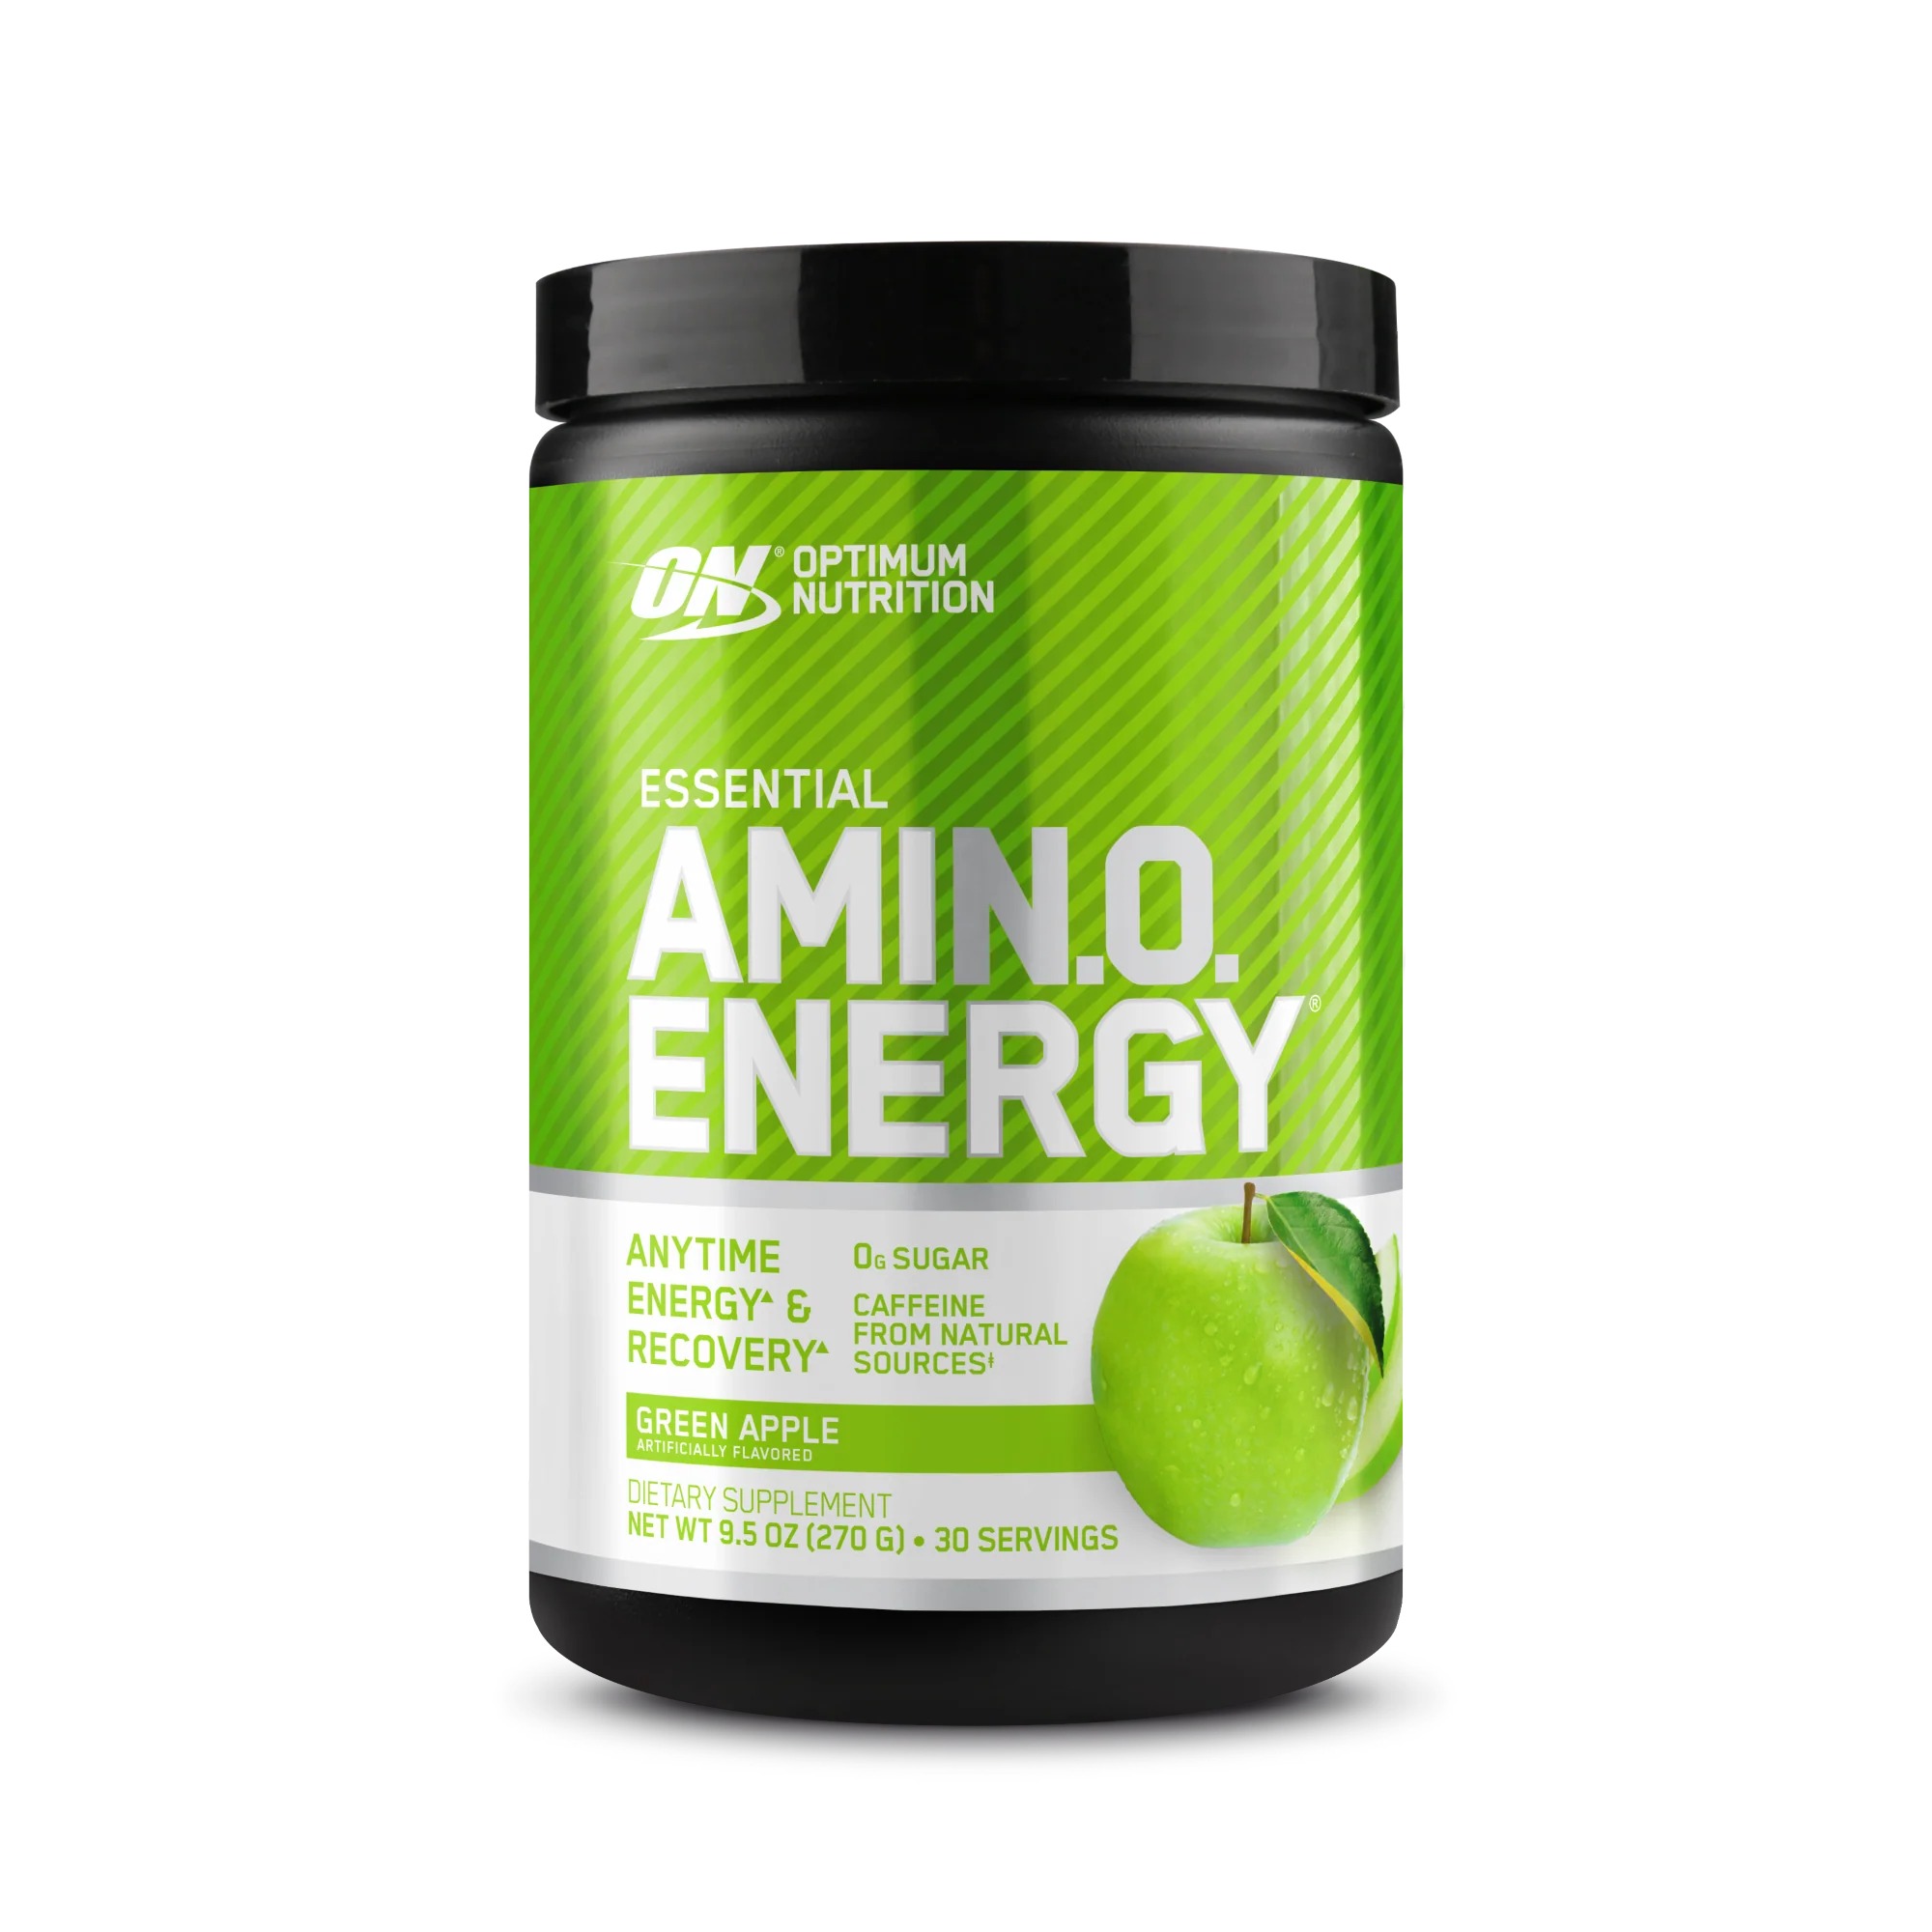 ON® OPTIMUM
NUTRITION
ESSENTIAL
AMIN.O.
ENERGY®
ANYTIME
ENERGY▲ &
RECOVERY▲
0G SUGAR
CAFFEINE
FROM NATURAL
SOURCES‡
GREEN APPLE
ARTIFICIALLY FLAVORED
DIETARY SUPPLEMENT
NET WT 9.5 OZ (270 G) • 30 SERVINGS